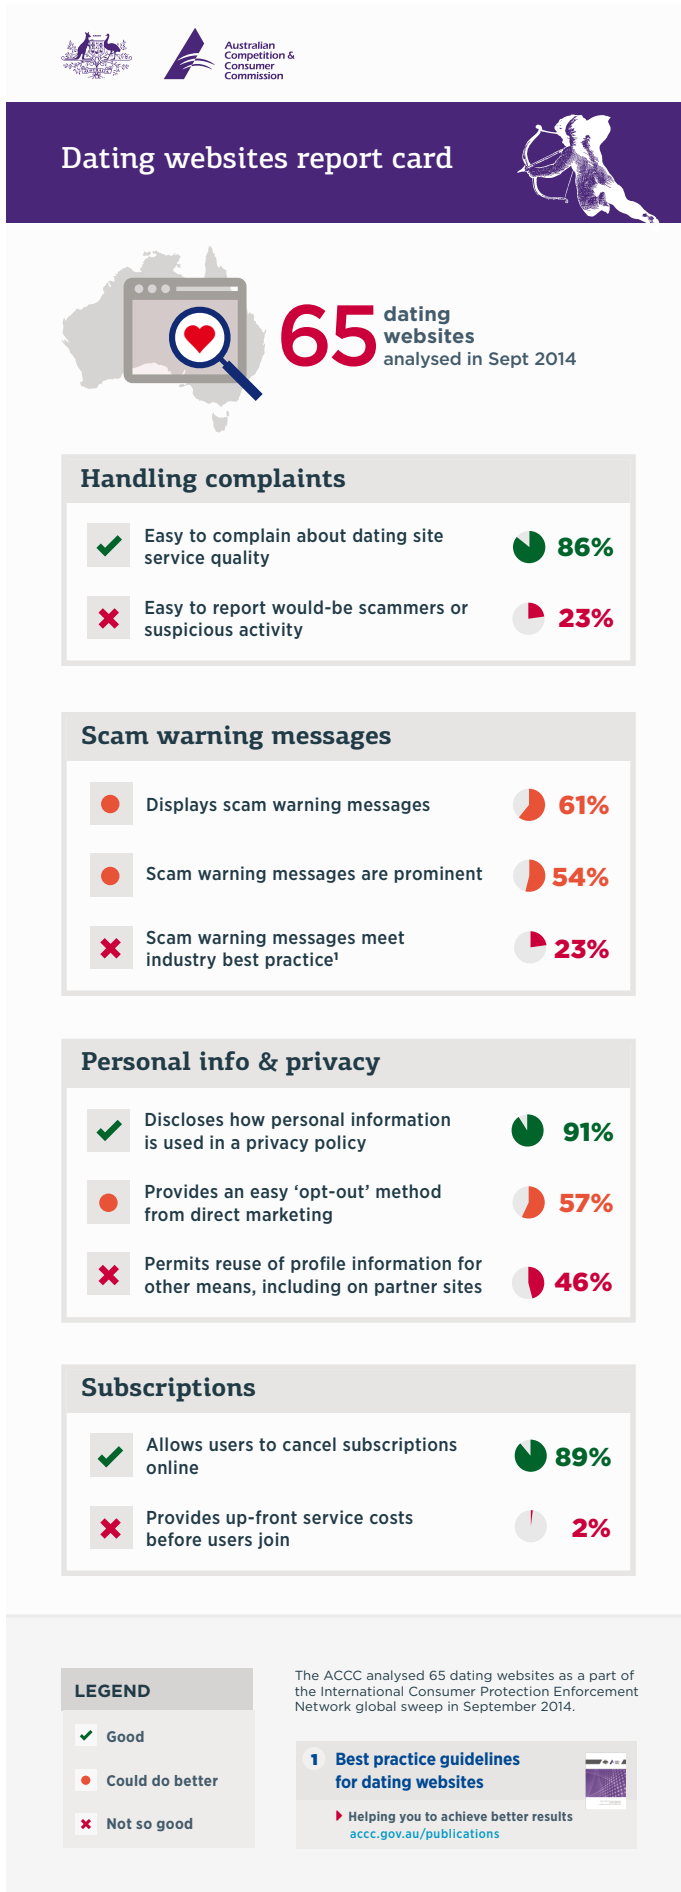 Australian
Competition &
Consumer
Commission
Dating websites report card
65
dating
websites
analysed in Sept 2014
Handling complaints
Easy to complain about dating site
service quality
86%
Easy to report would-be scammers or
suspicious activity
23%
Scam warning messages
Displays scam warning messages
61%
Scam warning messages are prominent
54%
Scam warning messages meet
industry best practice¹
23%
Personal info & privacy
Discloses how personal information
is used in a privacy policy
91%
Provides an easy ‘opt-out’ method
from direct marketing
57%
Permits reuse of profile information for
other means, including on partner sites
46%
Subscriptions
Allows users to cancel subscriptions
online
89%
Provides up-front service costs
before users join
2%
LEGEND
Good
Could do better
Not so good
The ACCC analysed 65 dating websites as a part of
the International Consumer Protection Enforcement
Network global sweep in September 2014.
1 Best practice guidelines
for dating websites
Helping you to achieve better results
accc.gov.au/publications